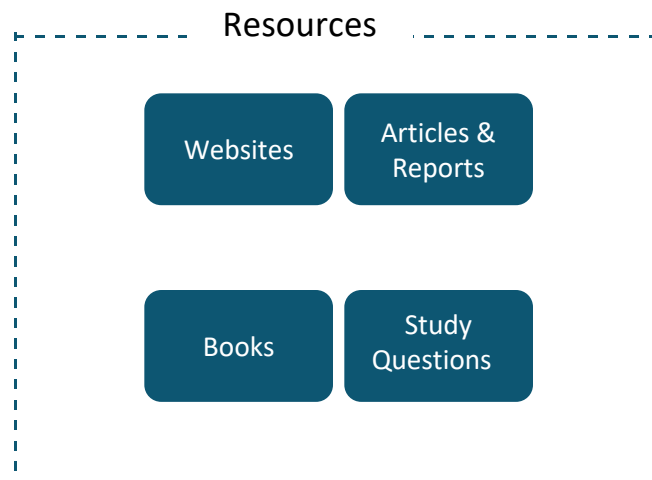 Resources
Websites
Articles &
Reports
Books
Study
Questions